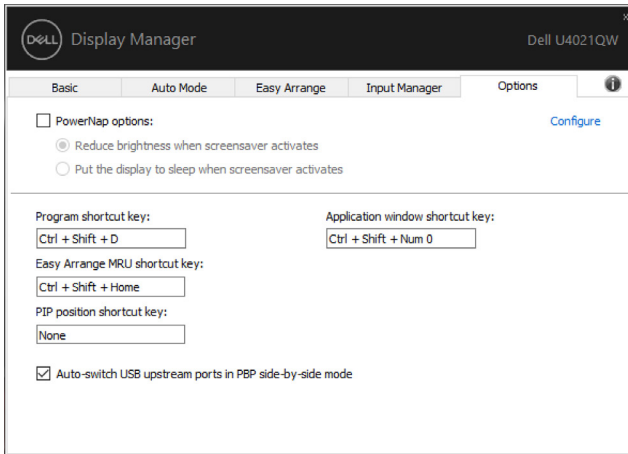 DELL Display Manager
Dell U4021QW
x
Basic
Auto Mode
Easy Arrange
Input Manager
Options
i
PowerNap options:
Configure
Reduce brightness when screensaver activates
Put the display to sleep when screensaver activates
Program shortcut key:
Application window shortcut key:
Ctrl + Shift + D
Ctrl + Shift + Num 0
Easy Arrange MRU shortcut key:
Ctrl + Shift + Home
PIP position shortcut key:
None
Auto-switch USB upstream ports in PBP side-by-side mode